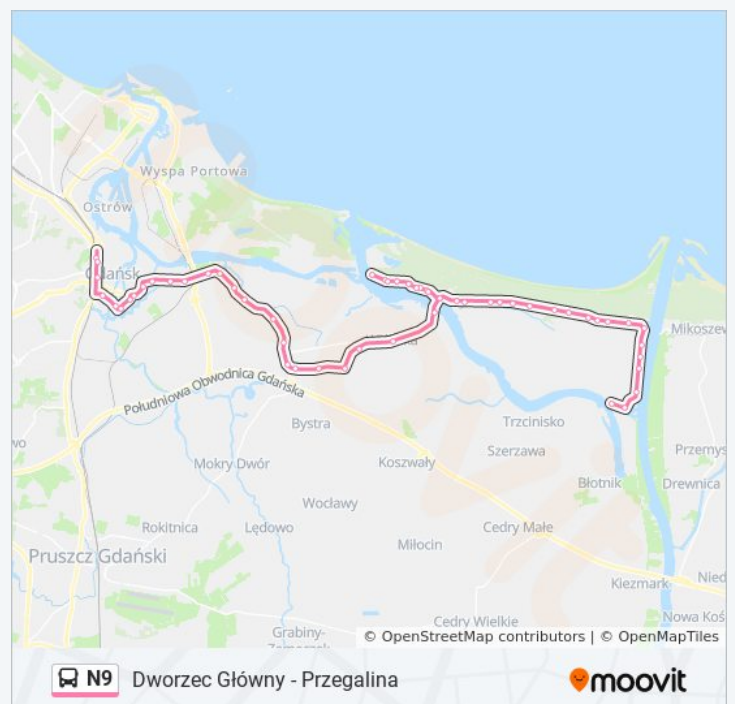 Wyspa Portowa
Ostrów
Gdańsk
Mikoszew
Południowa Obwodnica Gdańska
Bystra
Trzcinisko
Szerzawa
Przemys
Mokry Dwór
Koszwały
Błotnik
Drewnica
Wocławy
Rokitnica
Lędowo
Cedry Małe
Miłocin
Pruszcz Gdański
Kiezmark
Nied
Cedry Wielkie
Nowa Koś
Grabiny-
© OpenStreetMap contributors | © OpenMapTiles
N9 Dworzec Główny - Przegalina
moovit